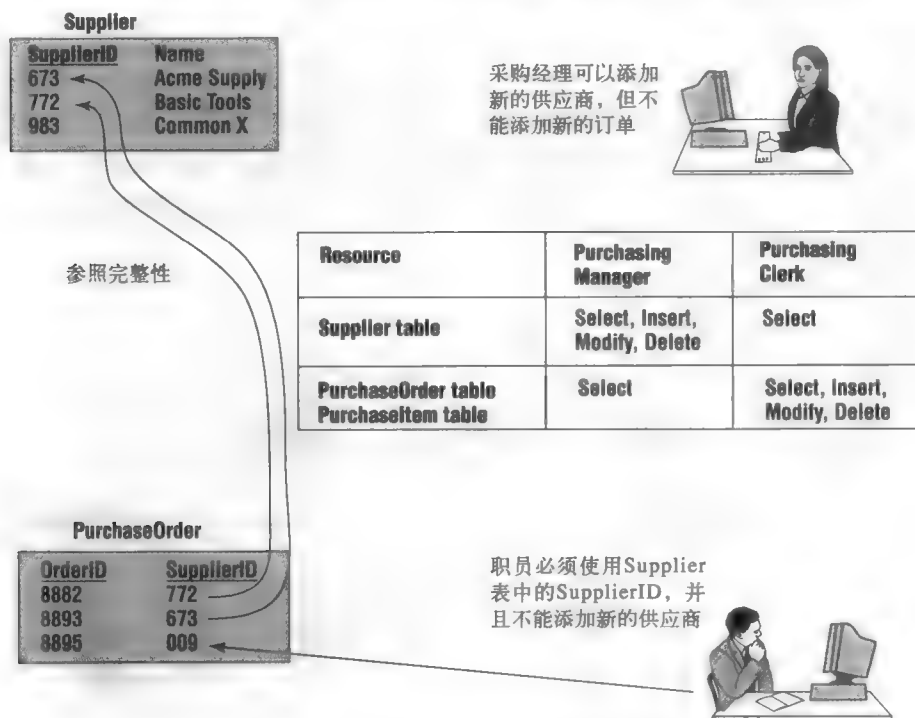 Supplier
SupplierID Name
673 Acme Supply
772 Basic Tools
983 Common X
采购经理可以添加
新的供应商，但不
能添加新的订单
参照完整性
Resource Purchasing Manager Purchasing Clerk
Supplier table Select, Insert, Modify, Delete Select
PurchaseOrder table PurchaseItem table Select Select, Insert, Modify, Delete
PurchaseOrder
OrderID SupplierID
8882 772
8893 673
8895 009
职员必须使用Supplier
表中的SupplierID，并
且不能添加新的供应商